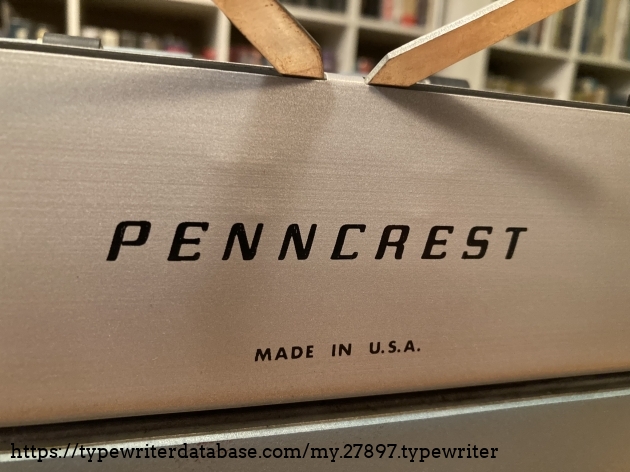 PENNCREST
MADE IN U.S.A.
https://typewriterdatabase.com/my.27897.typewriter